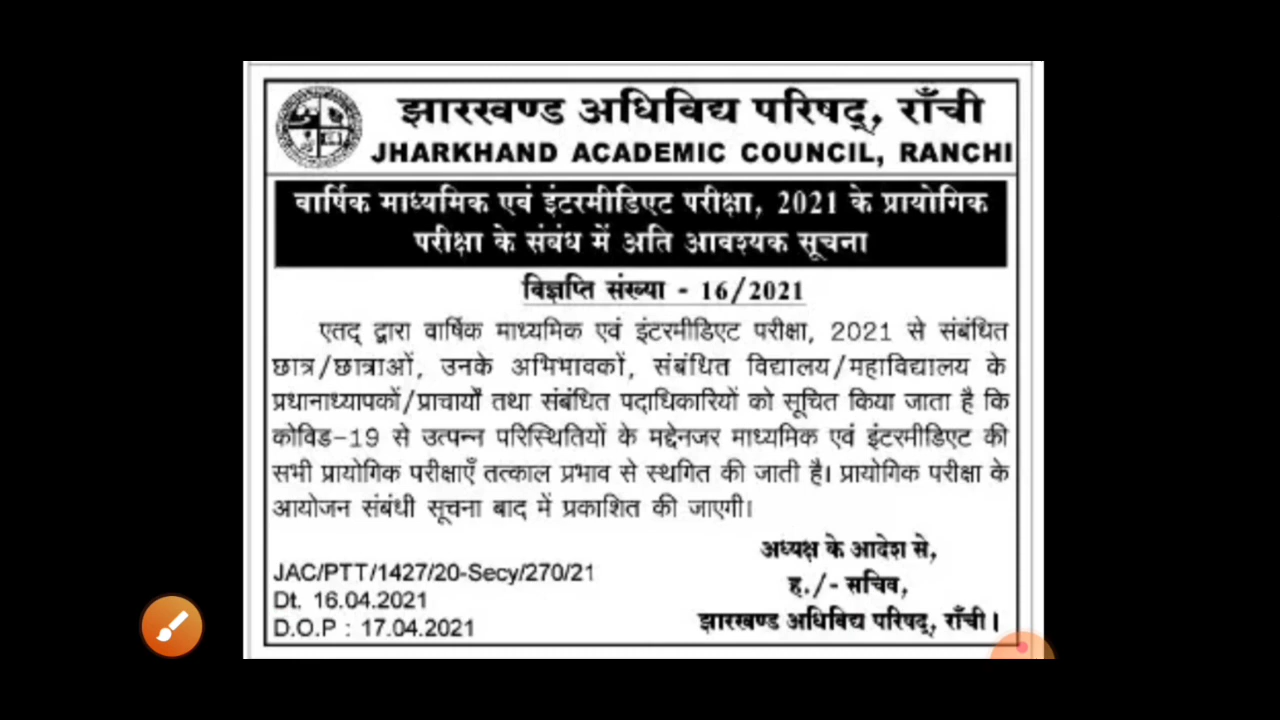 झारखण्ड अधिविद्य परिषद्, राँची
JHARKHAND ACADEMIC COUNCIL, RANCHI
वार्षिक माध्यमिक एवं इंटरमीडिएट परीक्षा, 2021 के प्रायोगिक
परीक्षा के संबंध में अति आवश्यक सूचना
विज्ञप्ति संख्या - 16/2021
एतद् द्वारा वार्षिक माध्यमिक एवं इंटरमीडिएट परीक्षा, 2021 से संबंधित
छात्र/छात्राओं, उनके अभिभावकों, संबंधित विद्यालय/महाविद्यालय के
प्रधानाध्यापकों/प्राचार्यों तथा संबंधित पदाधिकारियों को सूचित किया जाता है कि
कोविड-19 से उत्पन्न परिस्थितियों के मद्देनजर माध्यमिक एवं इंटरमीडिएट की
सभी प्रायोगिक परीक्षाएँ तत्काल प्रभाव से स्थगित की जाती है। प्रायोगिक परीक्षा के
आयोजन संबंधी सूचना बाद में प्रकाशित की जाएगी।
अध्यक्ष के आदेश से,
ह./- सचिव,
झारखण्ड अधिविद्य परिषद्, राँची।
JAC/PTT/1427/20-Secy/270/21
Dt. 16.04.2021
D.O.P : 17.04.2021